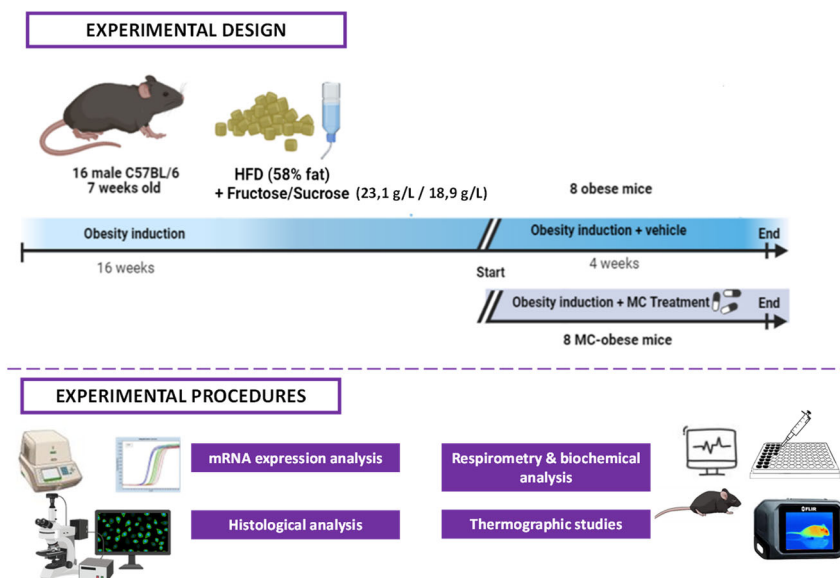 EXPERIMENTAL DESIGN
16 male C57BL/6
7 weeks old
HFD (58% fat)
+ Fructose/Sucrose (23,1 g/L / 18,9 g/L)
8 obese mice
Obesity induction
Obesity induction + vehicle
End
16 weeks
Start
4 weeks
Obesity induction + MC Treatment
End
8 MC-obese mice
EXPERIMENTAL PROCEDURES
mRNA expression analysis
Respirometry & biochemical
analysis
Histological analysis
Thermographic studies
FLIR